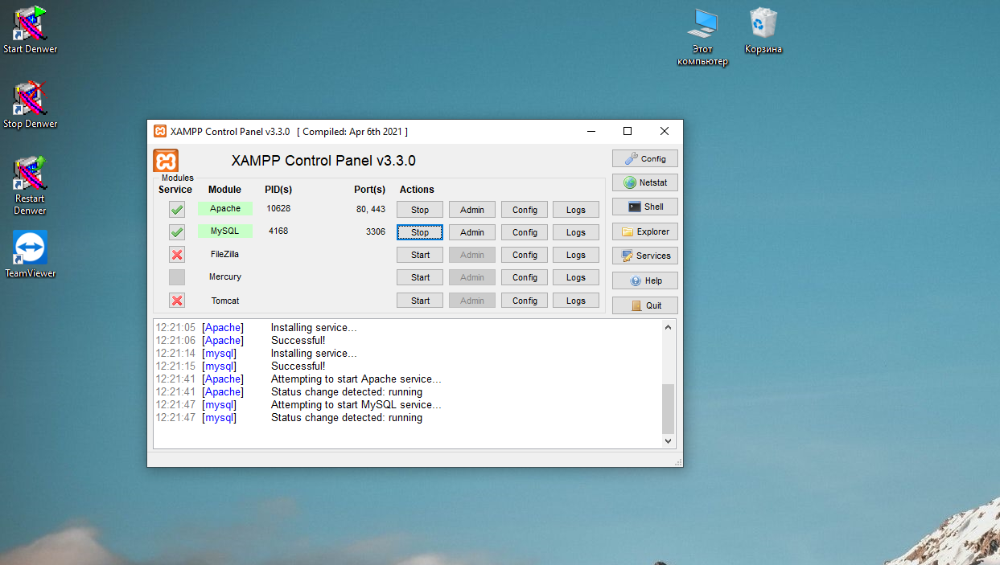 Start Denwer
Stop Denwer
Restart
Denwer
TeamViewer
Этот
компьютер
Корзина
XAMPP Control Panel v3.3.0 [ Compiled: Apr 6th 2021 ]
XAMPP Control Panel v3.3.0
Modules
Service Module PID(s) Port(s) Actions
Apache 10628 80, 443 Stop Admin Config Logs
MySQL 4168 3306 Stop Admin Config Logs
FileZilla Start Admin Config Logs
Mercury Start Admin Config Logs
Tomcat Start Admin Config Logs
Config
Netstat
Shell
Explorer
Services
Help
Quit
12:21:05 [Apache] Installing service...
12:21:06 [Apache] Successful!
12:21:14 [mysql] Installing service...
12:21:15 [mysql] Successful!
12:21:41 [Apache] Attempting to start Apache service...
12:21:41 [Apache] Status change detected: running
12:21:47 [mysql] Attempting to start MySQL service...
12:21:47 [mysql] Status change detected: running